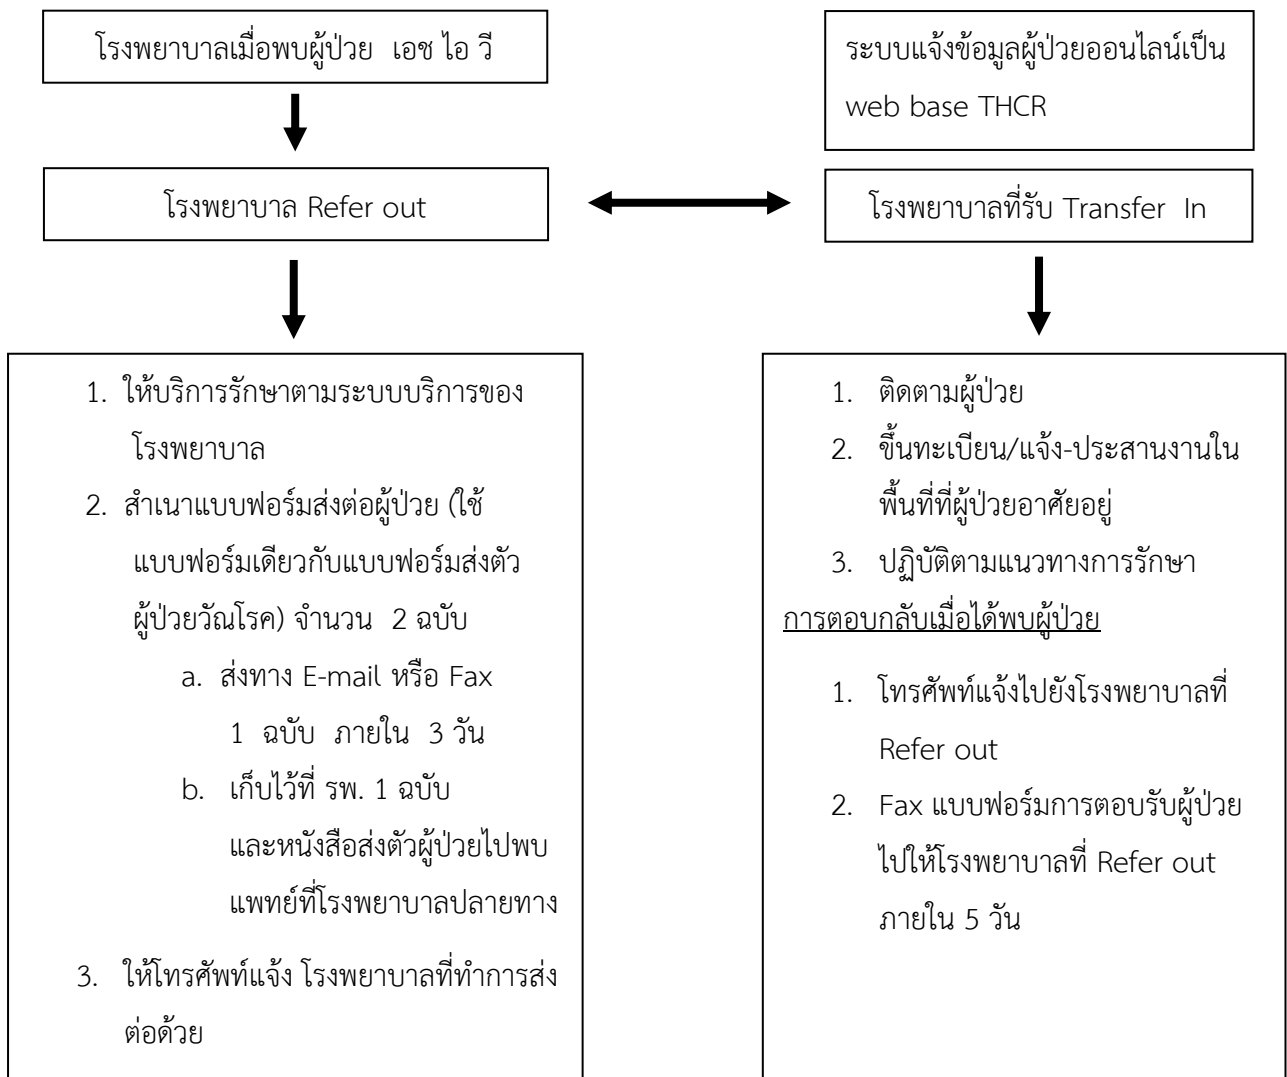 โรงพยาบาลเมื่อพบผู้ป่วย เอช ไอ วี
ระบบแจ้งข้อมูลผู้ป่วยออนไลน์เป็น
web base THCR
โรงพยาบาล Refer out
โรงพยาบาลที่รับ Transfer In
1. ให้บริการรักษาตามระบบบริการของ
โรงพยาบาล
2. สำเนาแบบฟอร์มส่งต่อผู้ป่วย (ใช้
แบบฟอร์มเดียวกับแบบฟอร์มส่งตัว
ผู้ป่วยวัณโรค) จำนวน 2 ฉบับ
a. ส่งทาง E-mail หรือ Fax
1 ฉบับ ภายใน 3 วัน
b. เก็บไว้ที่ รพ. 1 ฉบับ
และหนังสือส่งตัวผู้ป่วยไปพบ
แพทย์ที่โรงพยาบาลปลายทาง
3. ให้โทรศัพท์แจ้ง โรงพยาบาลที่ทำการส่ง
ต่อด้วย
1. ติดตามผู้ป่วย
2. ขึ้นทะเบียน/แจ้ง-ประสานงานใน
พื้นที่ที่ผู้ป่วยอาศัยอยู่
3. ปฏิบัติตามแนวทางการรักษา
การตอบกลับเมื่อได้พบผู้ป่วย
1. โทรศัพท์แจ้งไปยังโรงพยาบาลที่
Refer out
2. Fax แบบฟอร์มการตอบรับผู้ป่วย
ไปให้โรงพยาบาลที่ Refer out
ภายใน 5 วัน